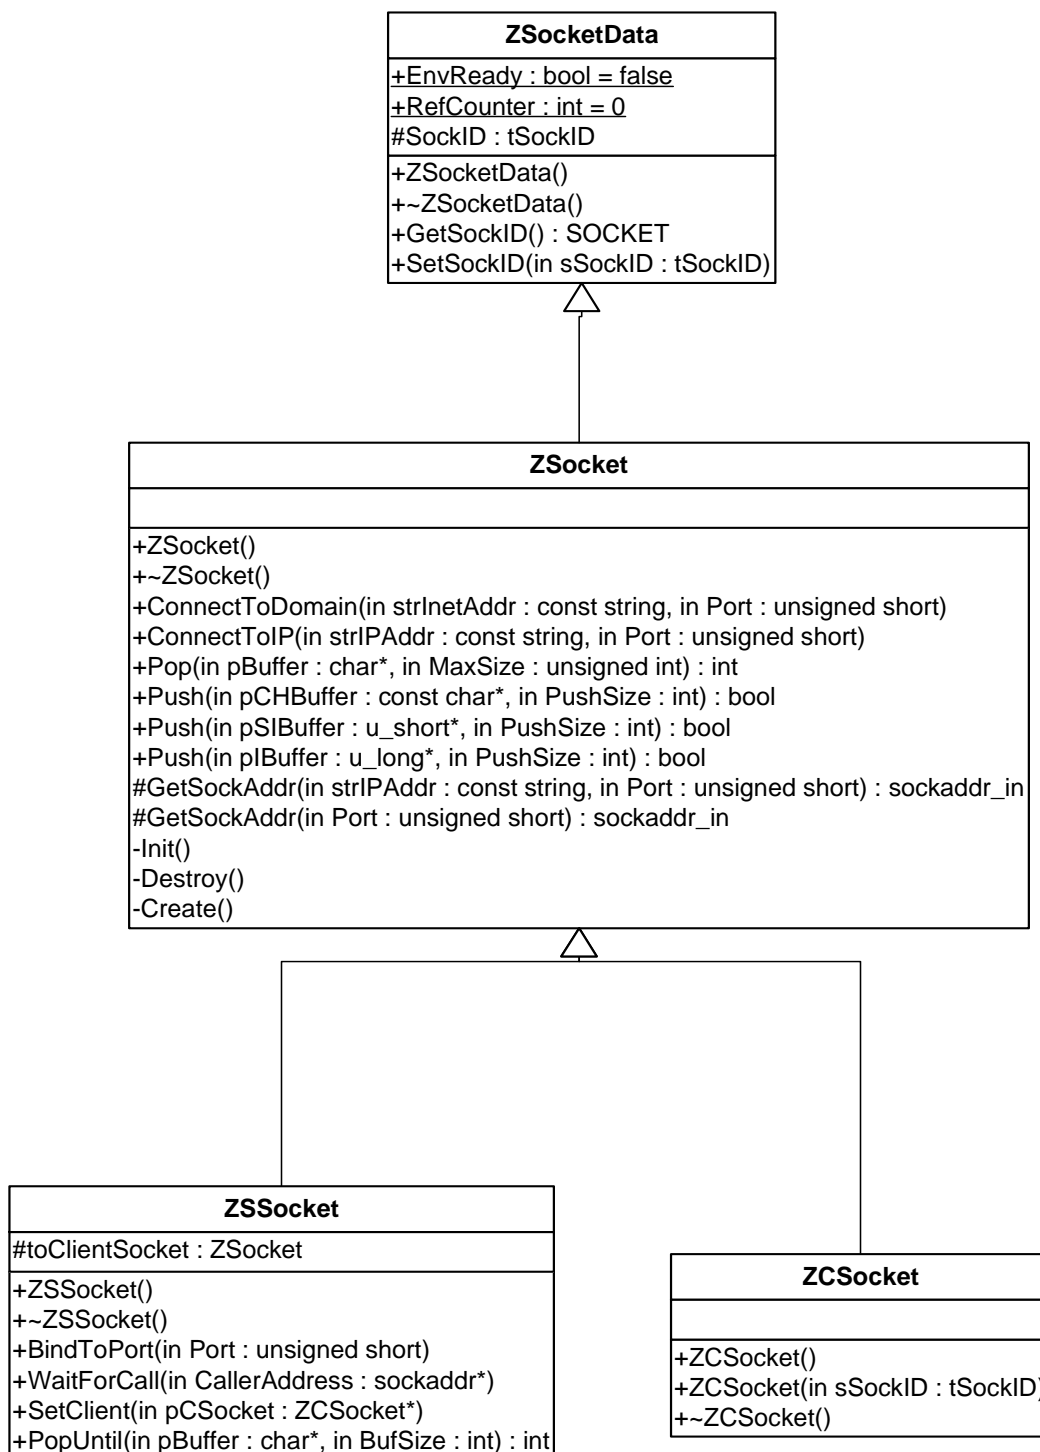 ZSocketData
+EnvReady : bool = false
+RefCounter : int = 0
#SockID : tSockID
+ZSocketData()
+~ZSocketData()
+GetSockID() : SOCKET
+SetSockID(in sSockID : tSockID)
ZSocket
+ZSocket()
+~ZSocket()
+ConnectToDomain(in strInetAddr : const string, in Port : unsigned short)
+ConnectToIP(in strIPAddr : const string, in Port : unsigned short)
+Pop(in pBuffer : char*, in MaxSize : unsigned int) : int
+Push(in pCHBuffer : const char*, in PushSize : int) : bool
+Push(in pSIBuffer : u_short*, in PushSize : int) : bool
+Push(in pIBuffer : u_long*, in PushSize : int) : bool
#GetSockAddr(in strIPAddr : const string, in Port : unsigned short) : sockaddr_in
#GetSockAddr(in Port : unsigned short) : sockaddr_in
-Init()
-Destroy()
-Create()
ZSSocket
#toClientSocket : ZSocket
+ZSSocket()
+~ZSSocket()
+BindToPort(in Port : unsigned short)
+WaitForCall(in CallerAddress : sockaddr*)
+SetClient(in pCSocket : ZCSocket*)
+PopUntil(in pBuffer : char*, in BufSize : int) : int
ZCSocket
+ZCSocket()
+ZCSocket(in sSockID : tSockID)
+~ZCSocket()